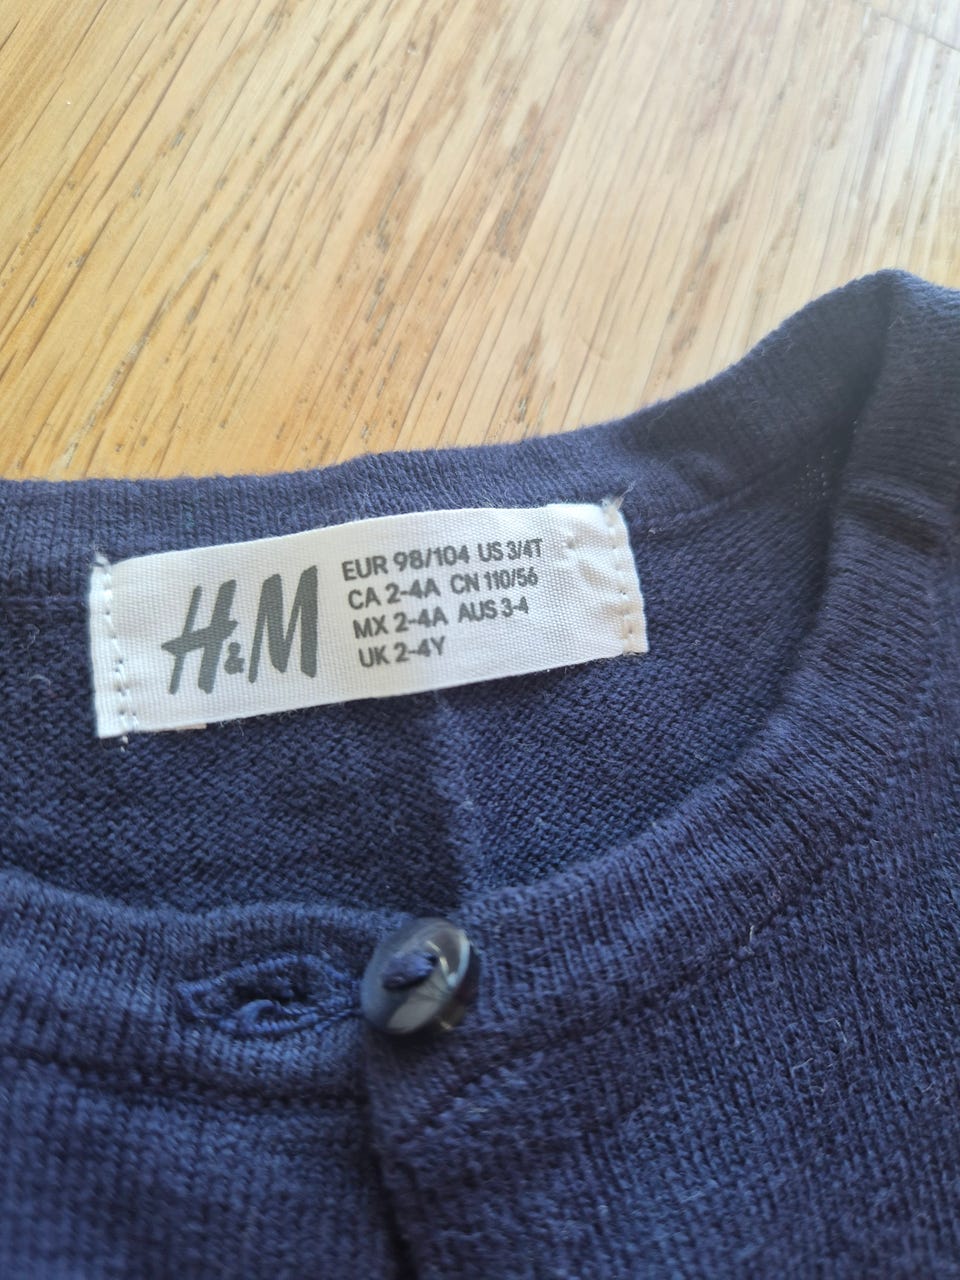 H&M
EUR 98/104 US 3/4T
CA 2-4A CN 110/56
MX 2-4A AUS 3-4
UK 2-4Y